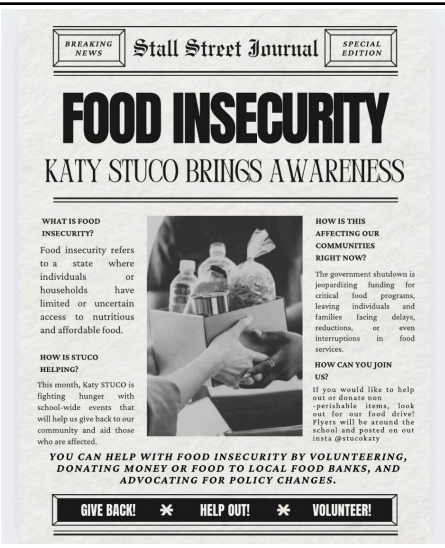 BREAKING
NEWS
Stall Street Journal
SPECIAL
EDITION
FOOD INSECURITY
KATY STUCO BRINGS AWARENESS
WHAT IS FOOD
INSECURITY?
Food insecurity refers
to a state where
individuals or
households have
limited or uncertain
access to nutritious
and affordable food.
HOW IS STUCO
HELPING?
This month, Katy STUCO is
fighting hunger with
school-wide events that
will help us give back to our
community and aid those
who are affected.
HOW IS THIS
AFFECTING OUR
COMMUNITIES
RIGHT NOW?
The government shutdown is
jeopardizing funding for
critical food programs,
leaving individuals and
families facing delays,
reductions, or even
interruptions in food
services.
HOW CAN YOU JOIN
US?
If you would like to help
out or donate non
-perishable items, look
out for our food drive!
Flyers will be around the
school and posted on out
insta @stucokaty
YOU CAN HELP WITH FOOD INSECURITY BY VOLUNTEERING,
DONATING MONEY OR FOOD TO LOCAL FOOD BANKS, AND
ADVOCATING FOR POLICY CHANGES.
GIVE BACK! HELP OUT! VOLUNTEER!